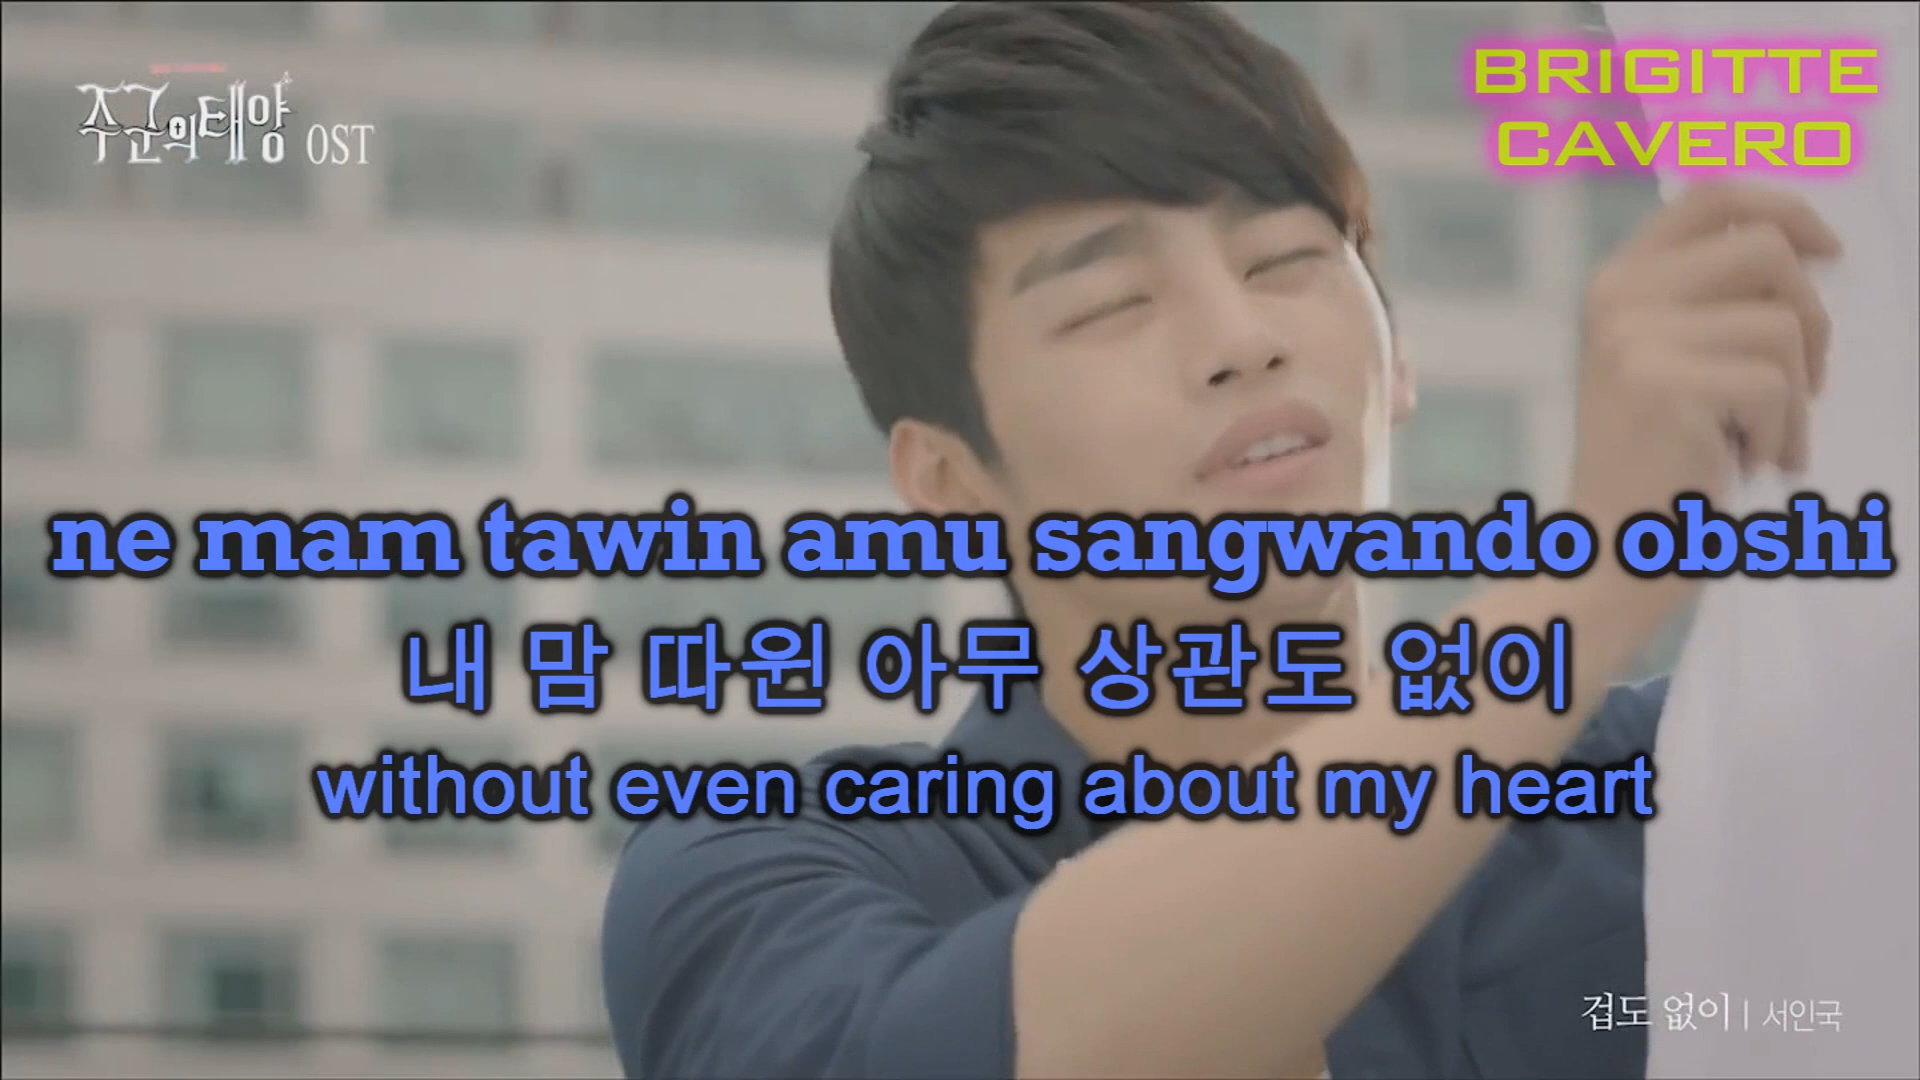 주군의 태양 OST
BRIGITTE
CAVERO
ne mam tawin amu sangwando obshi
내 맘 따윈 아무 상관도 없이
without even caring about my heart
겁도 없이 | 서인국